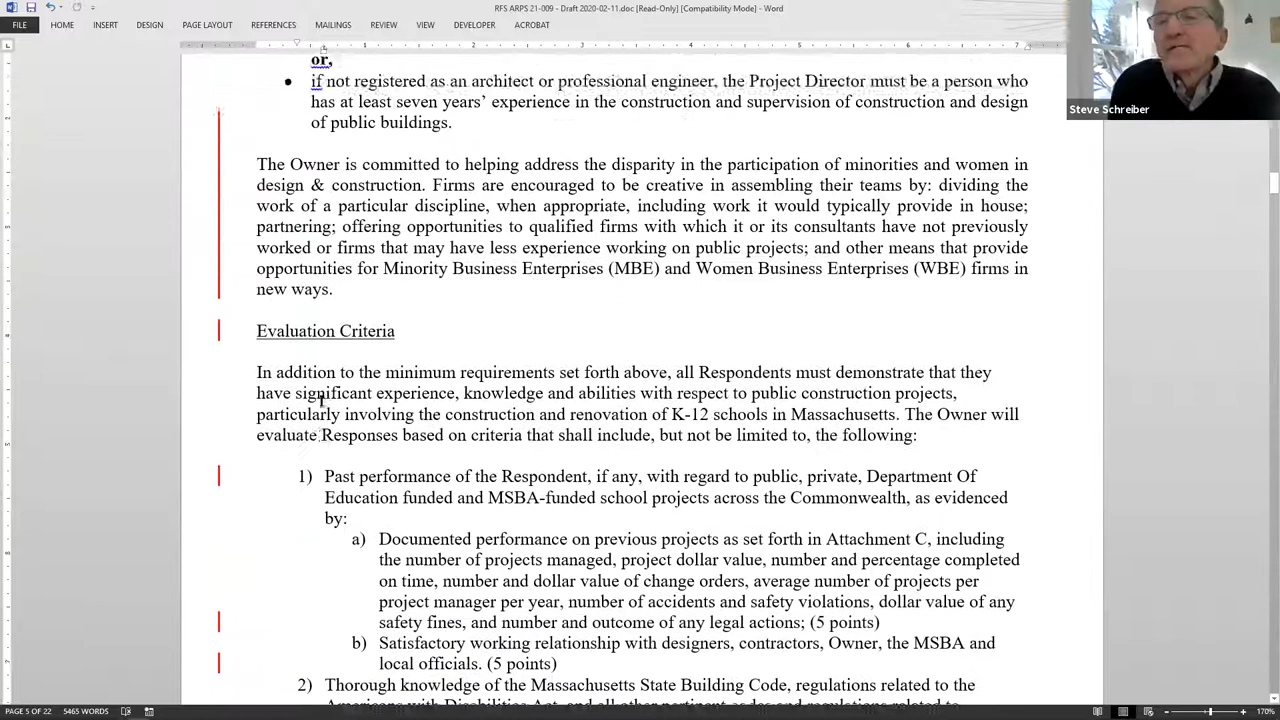 RFS ARPS 21-009 - Draft 2020-02-11.doc [Read-Only] [Compatibility Mode] - Word
FILE HOME INSERT DESIGN PAGE LAYOUT REFERENCES MAILINGS REVIEW VIEW DEVELOPER ACROBAT
or,
• if not registered as an architect or professional engineer, the Project Director must be a person who
has at least seven years’ experience in the construction and supervision of construction and design
of public buildings.
Steve Schreiber
The Owner is committed to helping address the disparity in the participation of minorities and women in
design & construction. Firms are encouraged to be creative in assembling their teams by: dividing the
work of a particular discipline, when appropriate, including work it would typically provide in house;
partnering; offering opportunities to qualified firms with which it or its consultants have not previously
worked or firms that may have less experience working on public projects; and other means that provide
opportunities for Minority Business Enterprises (MBE) and Women Business Enterprises (WBE) firms in
new ways.
Evaluation Criteria
In addition to the minimum requirements set forth above, all Respondents must demonstrate that they
have significant experience, knowledge and abilities with respect to public construction projects,
particularly involving the construction and renovation of K-12 schools in Massachusetts. The Owner will
evaluate Responses based on criteria that shall include, but not be limited to, the following:
1) Past performance of the Respondent, if any, with regard to public, private, Department Of
Education funded and MSBA-funded school projects across the Commonwealth, as evidenced
by:
a) Documented performance on previous projects as set forth in Attachment C, including
the number of projects managed, project dollar value, number and percentage completed
on time, number and dollar value of change orders, average number of projects per
project manager per year, number of accidents and safety violations, dollar value of any
safety fines, and number and outcome of any legal actions; (5 points)
b) Satisfactory working relationship with designers, contractors, Owner, the MSBA and
local officials. (5 points)
2) Thorough knowledge of the Massachusetts State Building Code, regulations related to the
Americans with Disabilities Act, and all other pertinent codes and regulations related to
PAGE 5 OF 22 5465 WORDS 170%